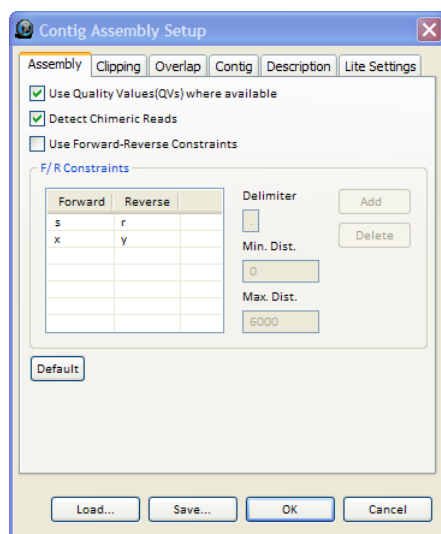 Contig Assembly Setup
Assembly Clipping Overlap Contig Description Lite Settings
Use Quality Values(QVs) where available
Detect Chimeric Reads
Use Forward-Reverse Constraints
F/R Constraints
Forward Reverse
s r
x y
Delimiter
.
Min. Dist.
0
Max. Dist.
6000
Add
Delete
Default
Load... Save... OK Cancel